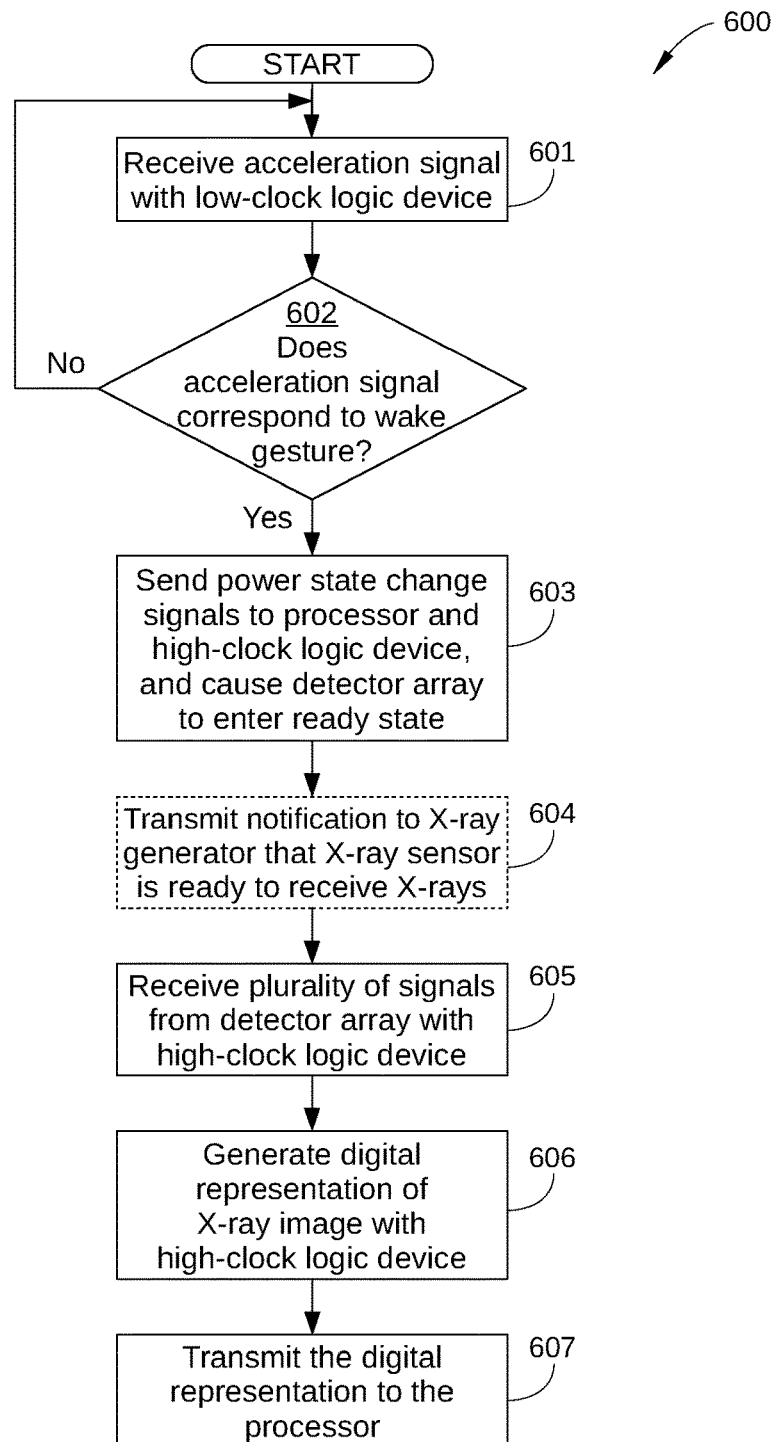 600
START
Receive acceleration signal
with low-clock logic device
601
602
Does
acceleration signal
correspond to wake
gesture?
No
Yes
Send power state change
signals to processor and
high-clock logic device,
and cause detector array
to enter ready state
603
Transmit notification to X-ray
generator that X-ray sensor
is ready to receive X-rays
604
Receive plurality of signals
from detector array with
high-clock logic device
605
Generate digital
representation of
X-ray image with
high-clock logic device
606
Transmit the digital
representation to the
processor
607